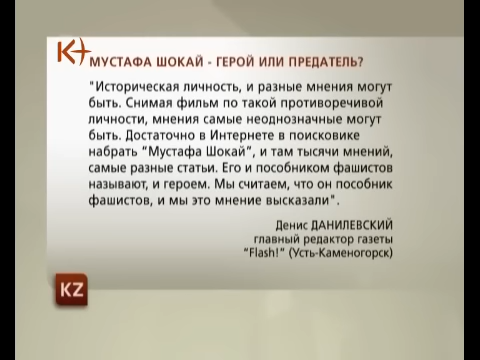 K+
МУСТАФА ШОКАЙ - ГЕРОЙ ИЛИ ПРЕДАТЕЛЬ?
"Историческая личность, и разные мнения могут
быть. Снимая фильм по такой противоречивой
личности, мнения самые неоднозначные могут
быть. Достаточно в Интернете в поисковике
набрать “Мустафа Шокай”, и там тысячи мнений,
самые разные статьи. Его и пособником фашистов
называют, и героем. Мы считаем, что он пособник
фашистов, и мы это мнение высказали".
Денис ДАНИЛЕВСКИЙ
главный редактор газеты
“Flash!” (Усть-Каменогорск)
KZ